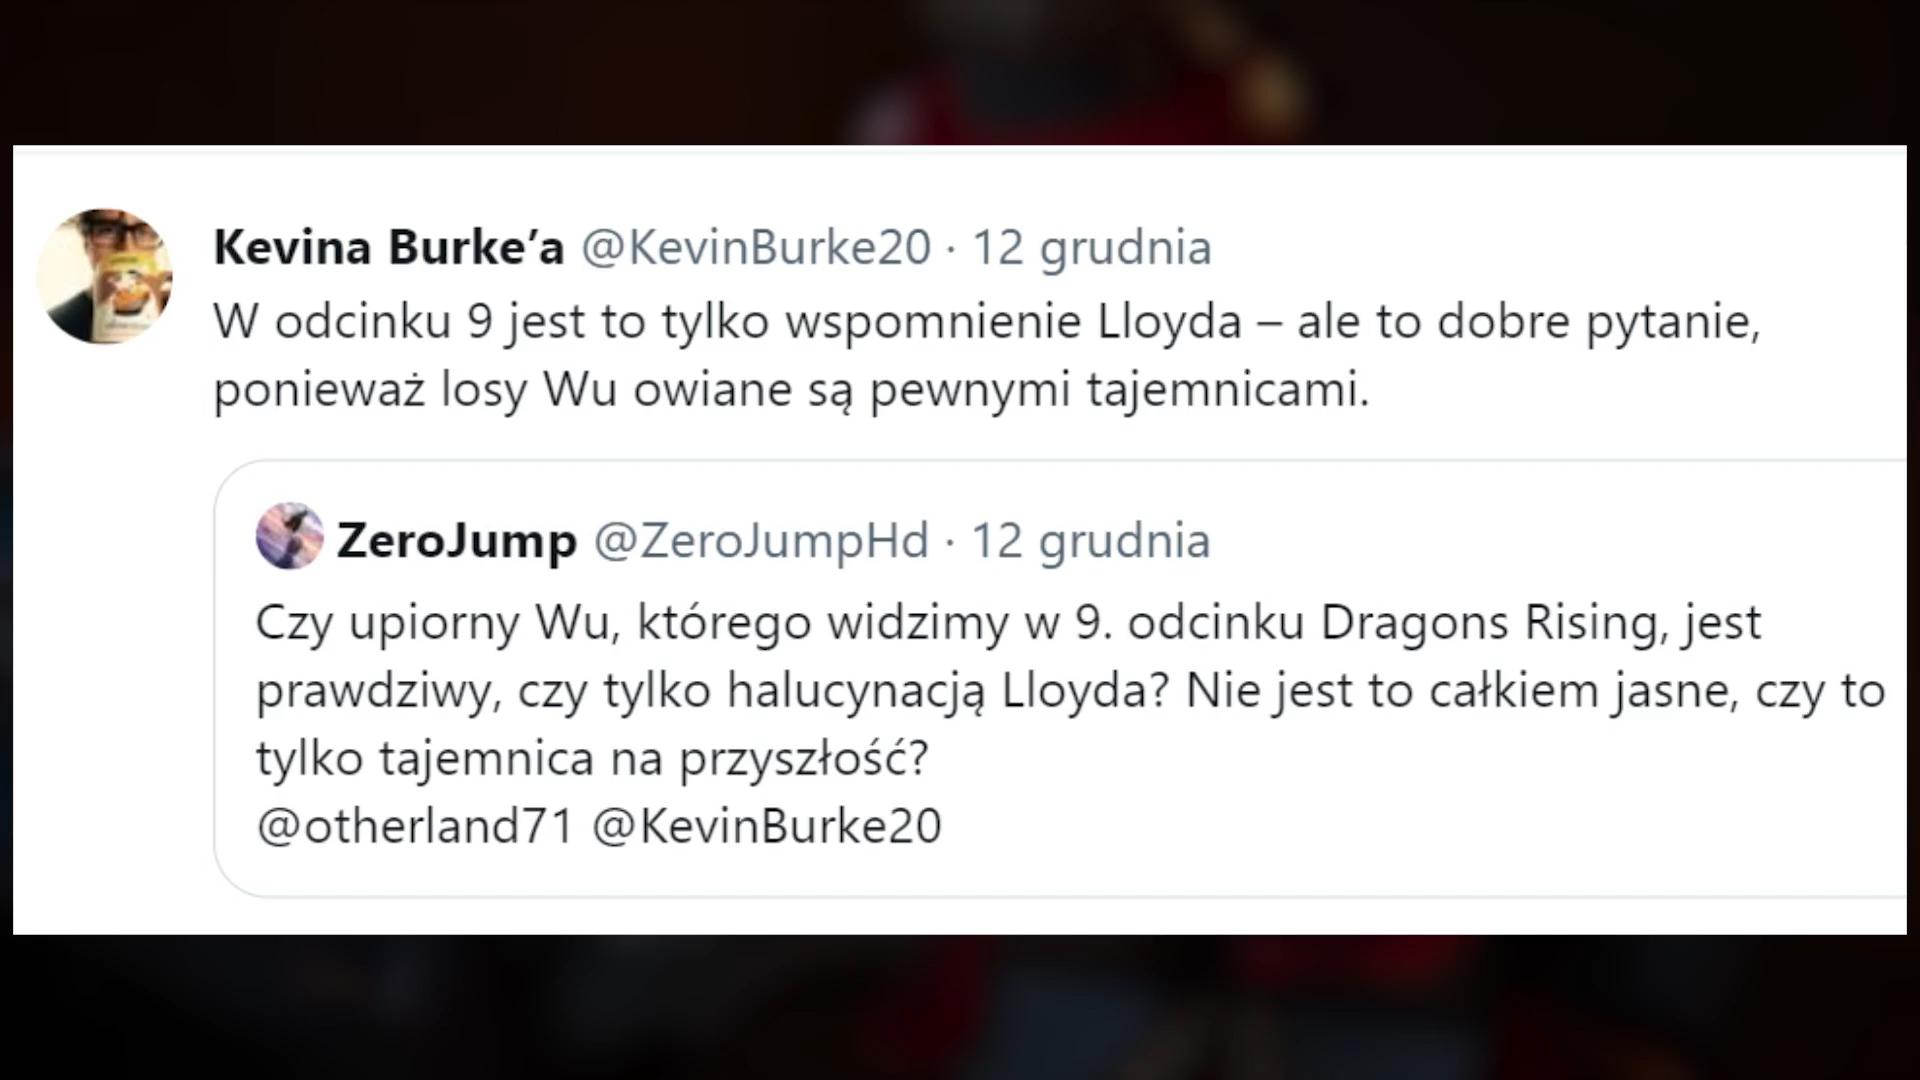 Kevina Burke’a @KevinBurke20 · 12 grudnia
W odcinku 9 jest to tylko wspomnienie Lloyda – ale to dobre pytanie,
ponieważ losy Wu owiane są pewnymi tajemnicami.
ZeroJump @ZeroJumpHd · 12 grudnia
Czy upiorny Wu, którego widzimy w 9. odcinku Dragons Rising, jest
prawdziwy, czy tylko halucynacją Lloyda? Nie jest to całkiem jasne, czy to
tylko tajemnica na przyszłość?
@otherland71 @KevinBurke20